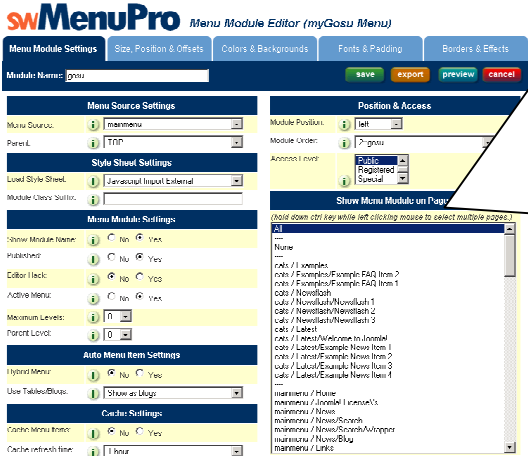 swMenuPro Menu Module Editor (myGosu Menu)
Menu Module Settings Size, Position & Offsets Colors & Backgrounds Fonts & Padding Borders & Effects
Module Name: gosu save export preview cancel
Menu Source Settings
Menu Source: mainmenu
Parent: TOP
Style Sheet Settings
Load Style Sheet: Javascript Import External
Module Class Suffix:
Menu Module Settings
Show Module Name: No Yes
Published: No Yes
Editor Hack: No Yes
Active Menu: No Yes
Maximum Levels: 0
Parent Level: 0
Auto Menu Item Settings
Hybrid Menu: No Yes
Use Tables/Blogs: Show as blogs
Cache Settings
Cache Menu Items: No Yes
Cache refresh time: 1 hour
Position & Access
Module Position: left
Module Order:
Access Level: Public
Registered
Special
Show Menu Module on Pag
(hold down ctrl key while left clicking mouse to select multiple pages.)
All
----
None
----
cats / Examples
cats / Examples/Example FAQ Item 2
cats / Examples/Example FAQ Item 1
cats / Newsflash
cats / Newsflash/Newsflash 1
cats / Newsflash/Newsflash 2
cats / Newsflash/Newsflash 3
cats / Latest
cats / Latest/Welcome to Joomla!
cats / Latest/Example News Item 1
cats / Latest/Example News Item 2
cats / Latest/Example News Item 3
cats / Latest/Example News Item 4
----
mainmenu / Home
mainmenu / Joomla! License\'s
mainmenu / News
mainmenu / News/Search
mainmenu / News/Search/Wrapper
mainmenu / News/Blog
mainmenu / Links